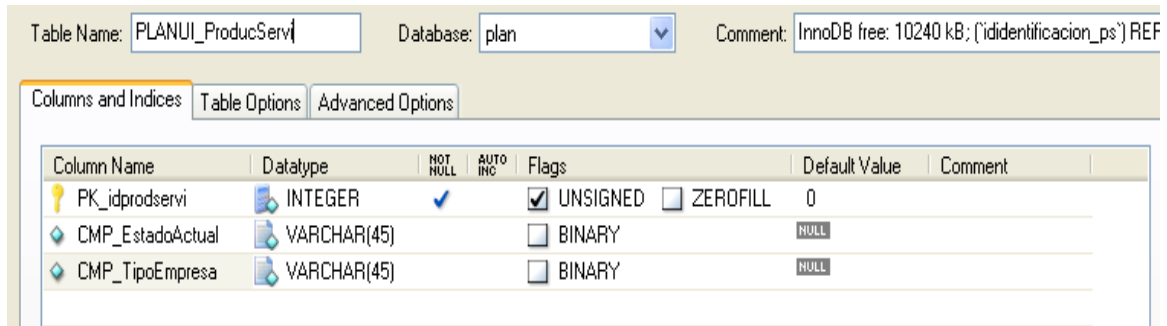 Table Name: PLANUI_ProducServi Database: plan Comment: InnoDB free: 10240 kB; (`ididentificacion_ps`) REF
Columns and Indices Table Options Advanced Options
Column Name Datatype NOT NULL AUTO INC Flags Default Value Comment
PK_idprodservi INTEGER UNSIGNED ZEROFILL 0
CMP_EstadoActual VARCHAR(45) BINARY NULL
CMP_TipoEmpresa VARCHAR(45) BINARY NULL